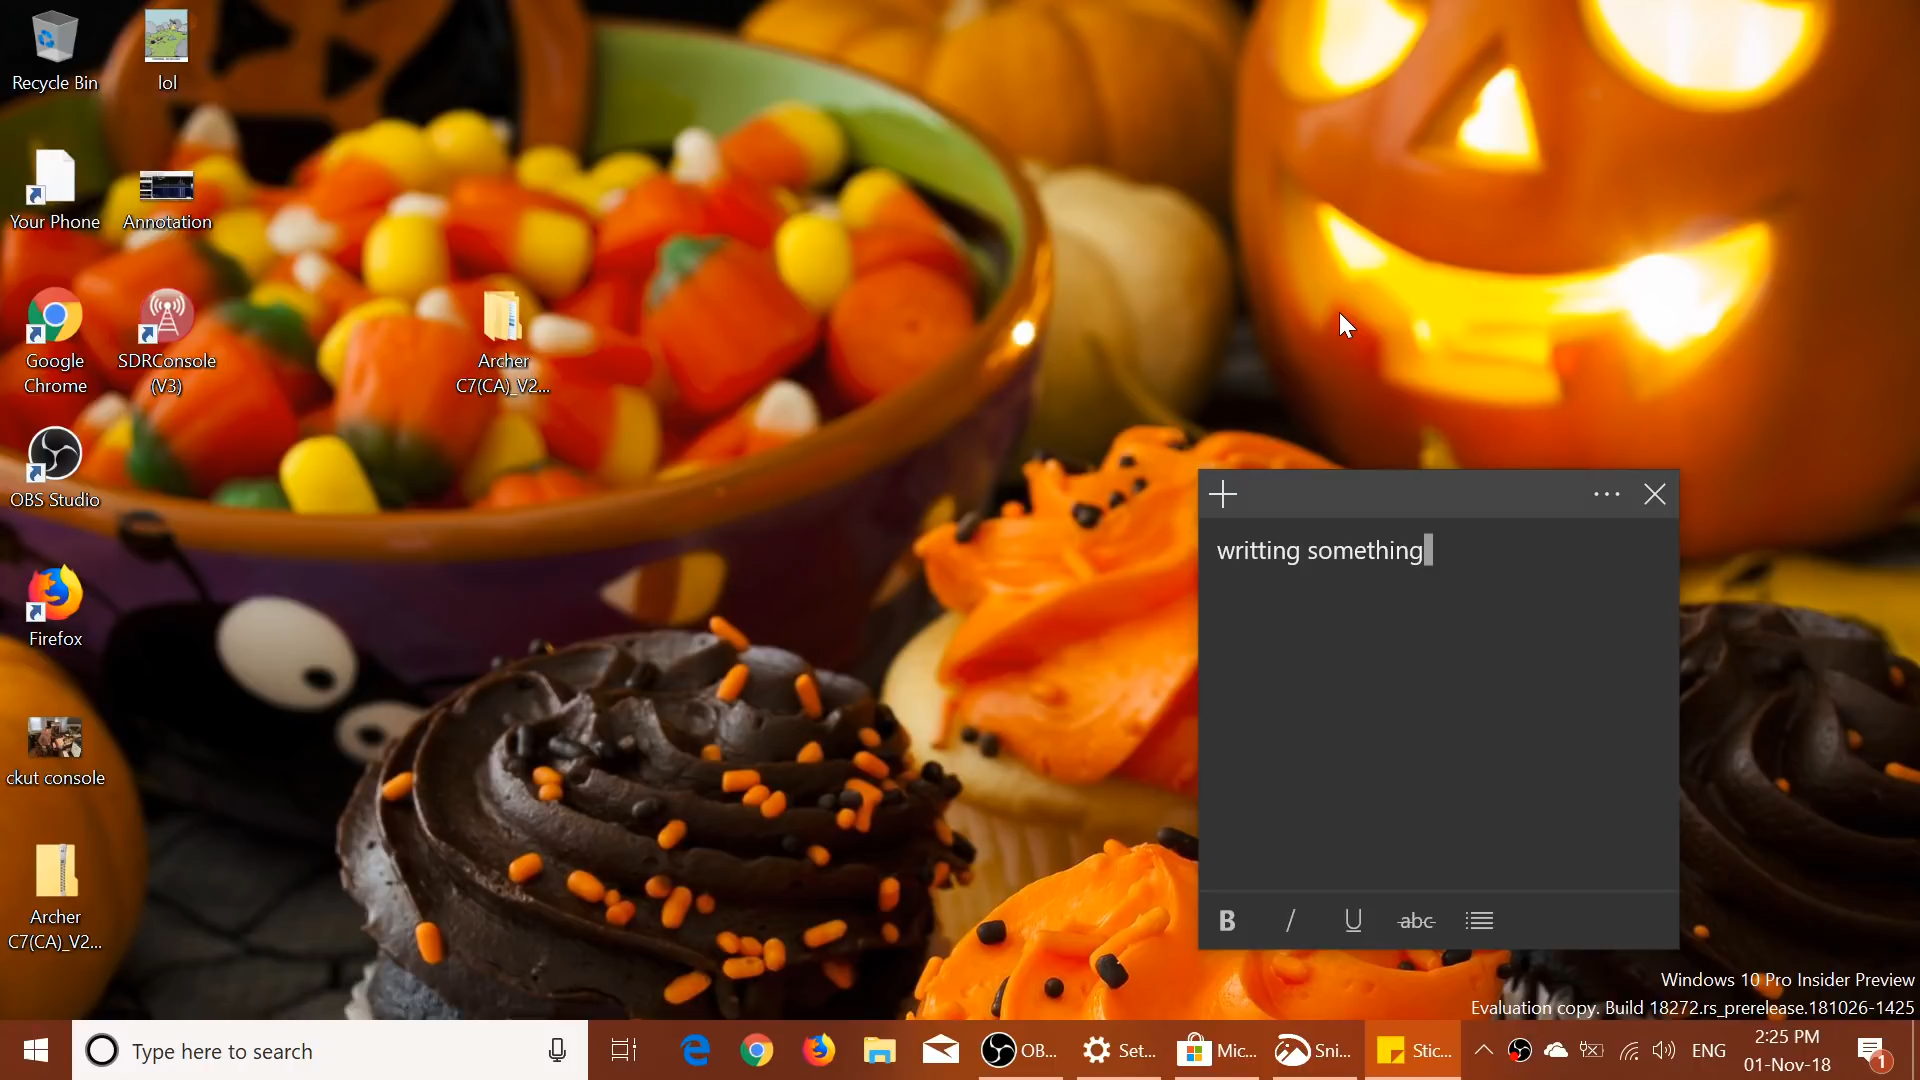 Recycle Bin
lol
Your Phone
Annotation
Google
Chrome
SDRConsole
(V3)
Archer
C7(CA)_V2...
OBS Studio
Firefox
ckut console
Archer
C7(CA)_V2...
writting something
B / U abc
Windows 10 Pro Insider Preview
Evaluation copy. Build 18272.rs_prerelease.181026-1425
Type here to search
OB...
Set...
Mic...
Sni...
Stic...
ENG
2:25 PM
01-Nov-18
1